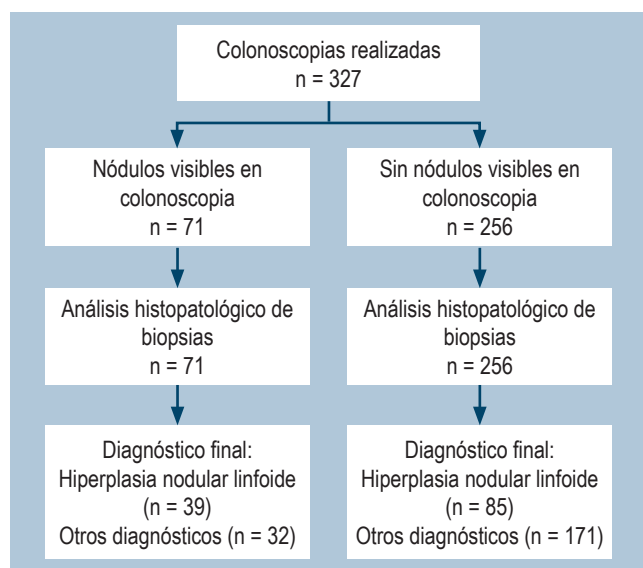 Colonoscopias realizadas
n = 327
Nódulos visibles en
colonoscopia
n = 71
Sin nódulos visibles en
colonoscopia
n = 256
Análisis histopatológico de
biopsias
n = 71
Análisis histopatológico de
biopsias
n = 256
Diagnóstico final:
Hiperplasia nodular linfoide
(n = 39)
Otros diagnósticos (n = 32)
Diagnóstico final:
Hiperplasia nodular linfoide
(n = 85)
Otros diagnósticos (n = 171)